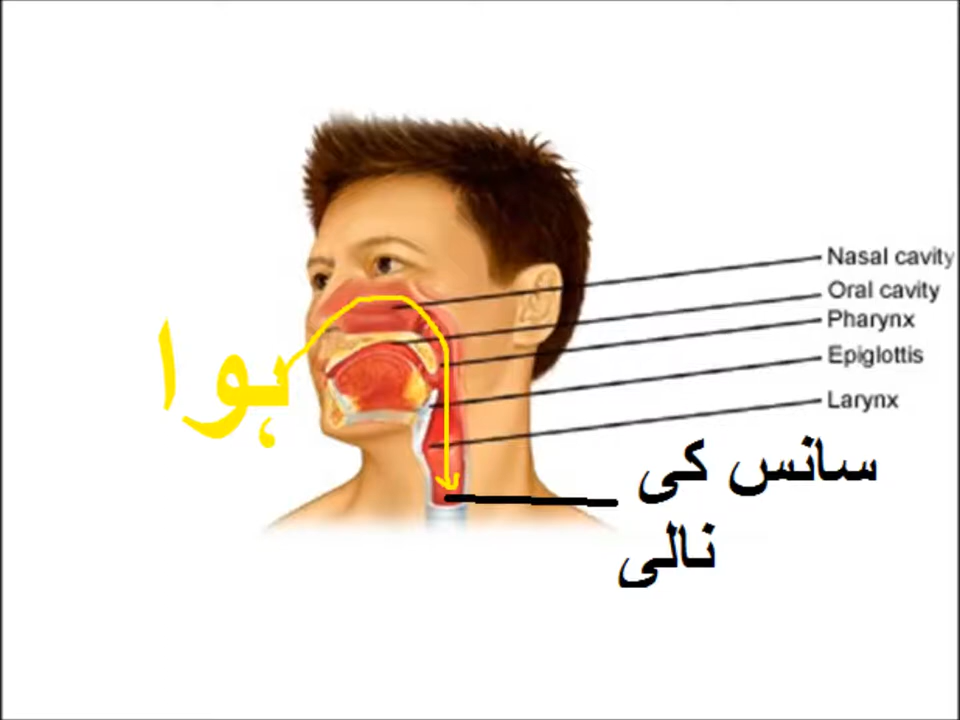 Nasal cavity
Oral cavity
Pharynx
Epiglottis
Larynx
ہوا
سانس کی
نالی